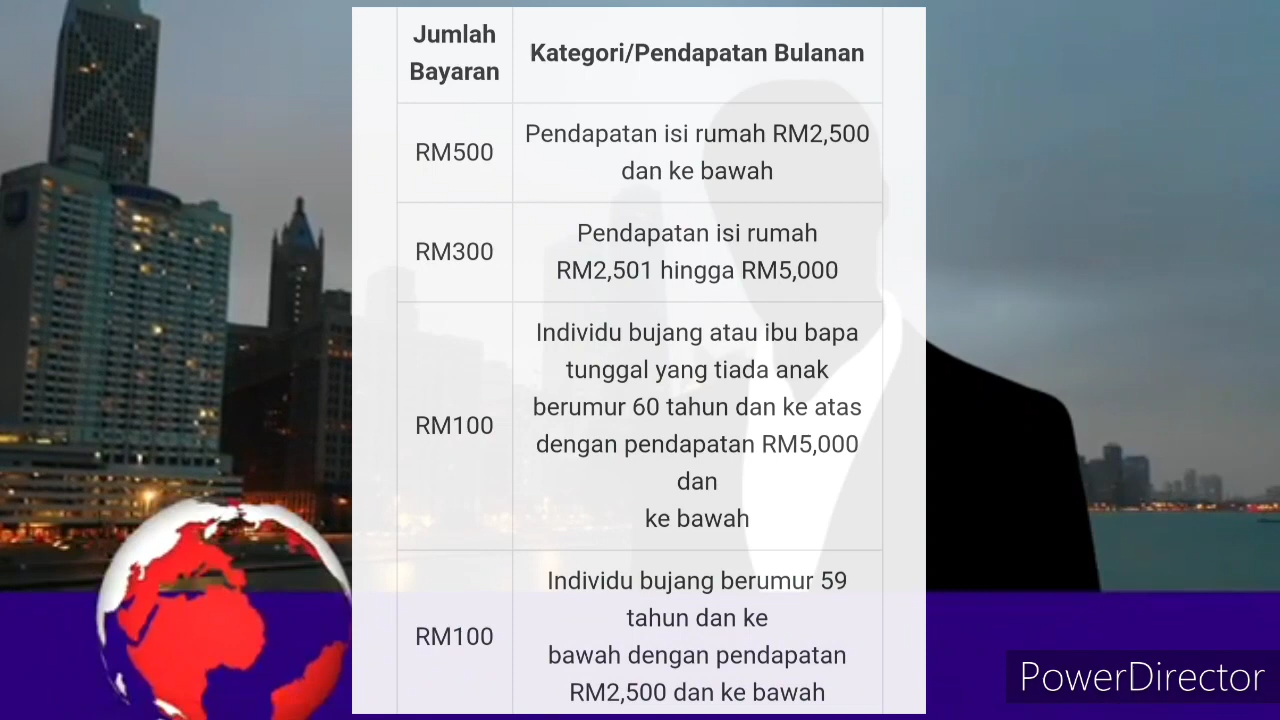 Jumlah
Bayaran
Kategori/Pendapatan Bulanan
RM500
Pendapatan isi rumah RM2,500
dan ke bawah
RM300
Pendapatan isi rumah
RM2,501 hingga RM5,000
RM100
Individu bujang atau ibu bapa
tunggal yang tiada anak
berumur 60 tahun dan ke atas
dengan pendapatan RM5,000
dan
ke bawah
RM100
Individu bujang berumur 59
tahun dan ke
bawah dengan pendapatan
RM2,500 dan ke bawah
PowerDirector